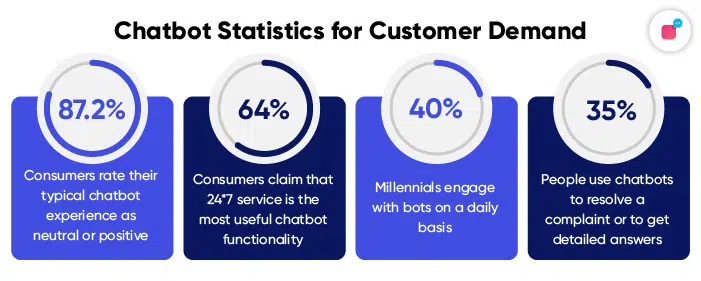 Chatbot Statistics for Customer Demand
87.2%
Consumers rate their
typical chatbot
experience as
neutral or positive
64%
Consumers claim that
24*7 service is the
most useful chatbot
functionality
40%
Millennials engage
with bots on a daily
basis
35%
People use chatbots
to resolve a
complaint or to get
detailed answers